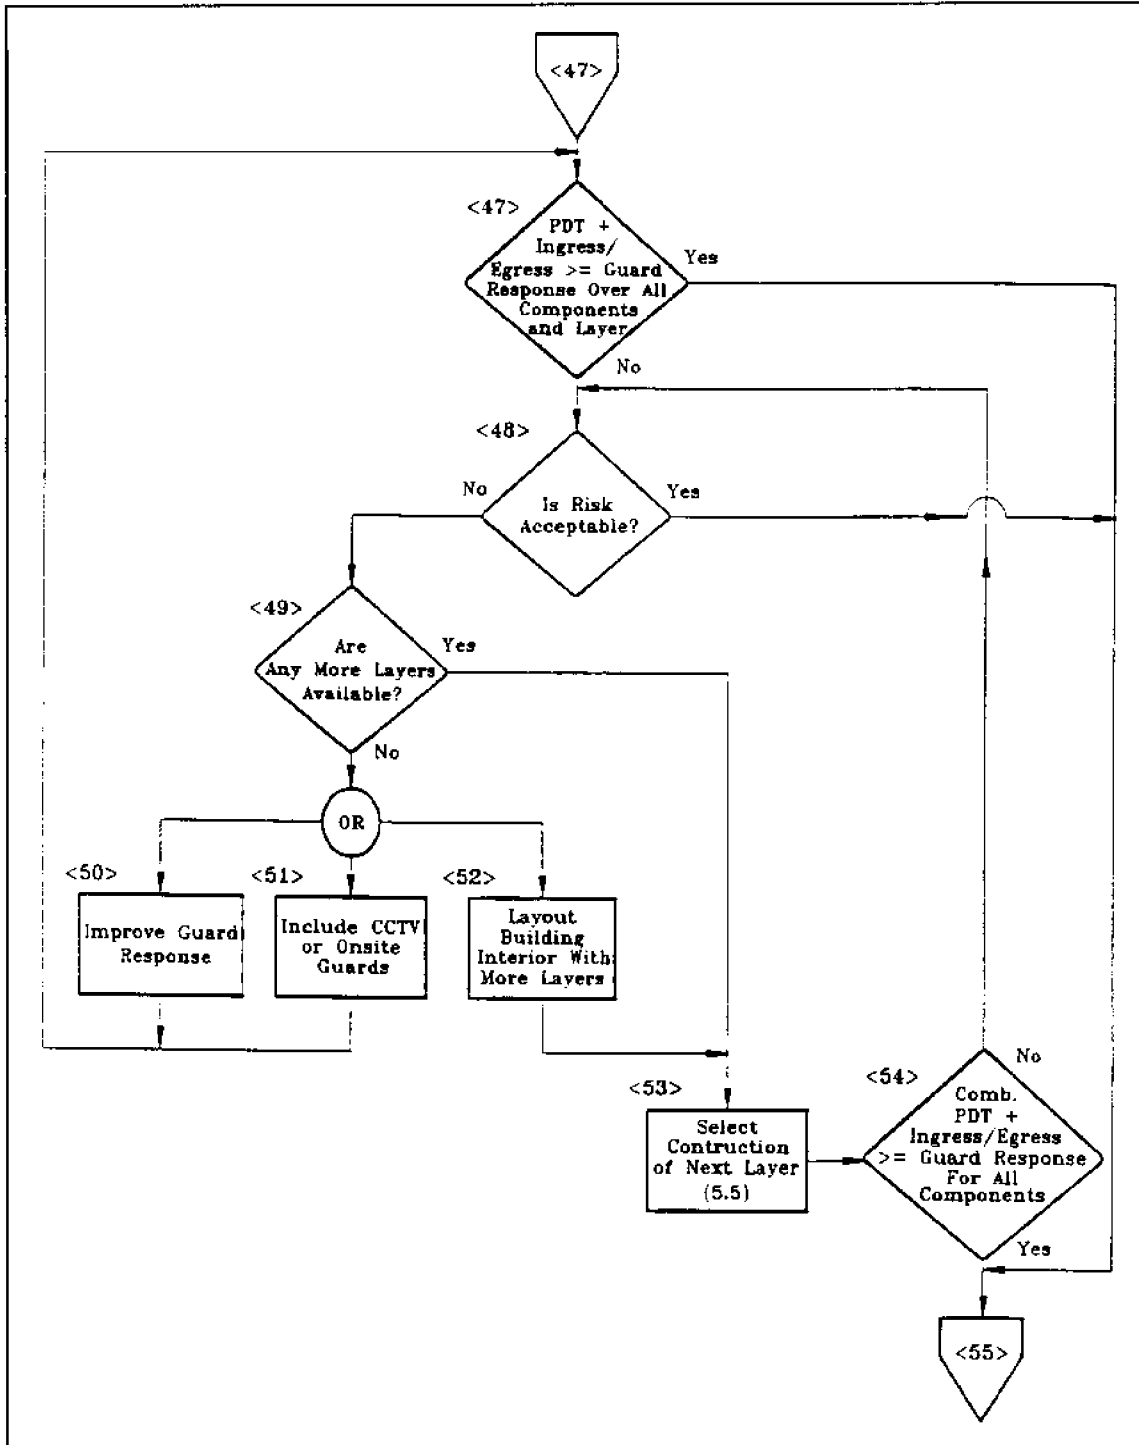 <47>
<47>
PDT +
Ingress/
Egress >= Guard
Response Over All
Components
and Layer
Yes
No
<48>
No
Is Risk
Acceptable?
Yes
<49>
Are
Any More Layers
Available?
Yes
No
OR
<50>
Improve Guard
Response
<51>
Include CCTV
or Onsite
Guards
<52>
Layout
Building
Interior With
More Layers
<53>
Select
Contruction
of Next Layer
(5.5)
<54>
No
Comb.
PDT +
Ingress/Egress
>= Guard Response
For All
Components
Yes
<55>